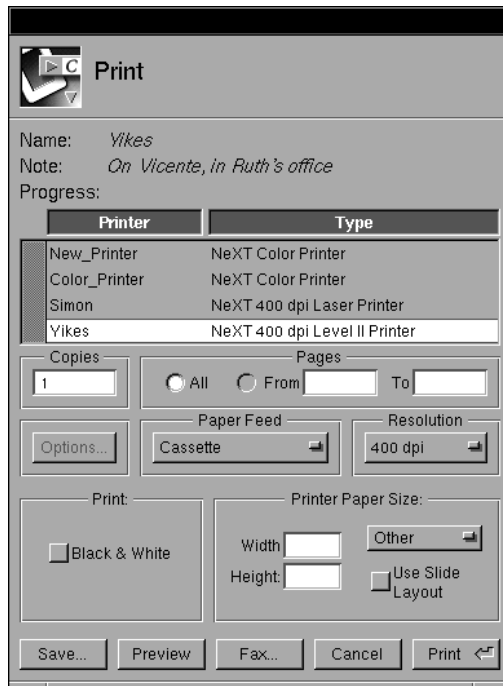 Print
Name: Yikes
Note: On Vicente, in Ruth's office
Progress:
Printer Type
New_Printer NeXT Color Printer
Color_Printer NeXT Color Printer
Simon NeXT 400 dpi Laser Printer
Yikes NeXT 400 dpi Level II Printer
Copies Pages
1 All From To
Paper Feed Resolution
Options... Cassette 400 dpi
Print: Printer Paper Size:
Black & White Width Other
Height: Use Slide
Layout
Save... Preview Fax... Cancel Print